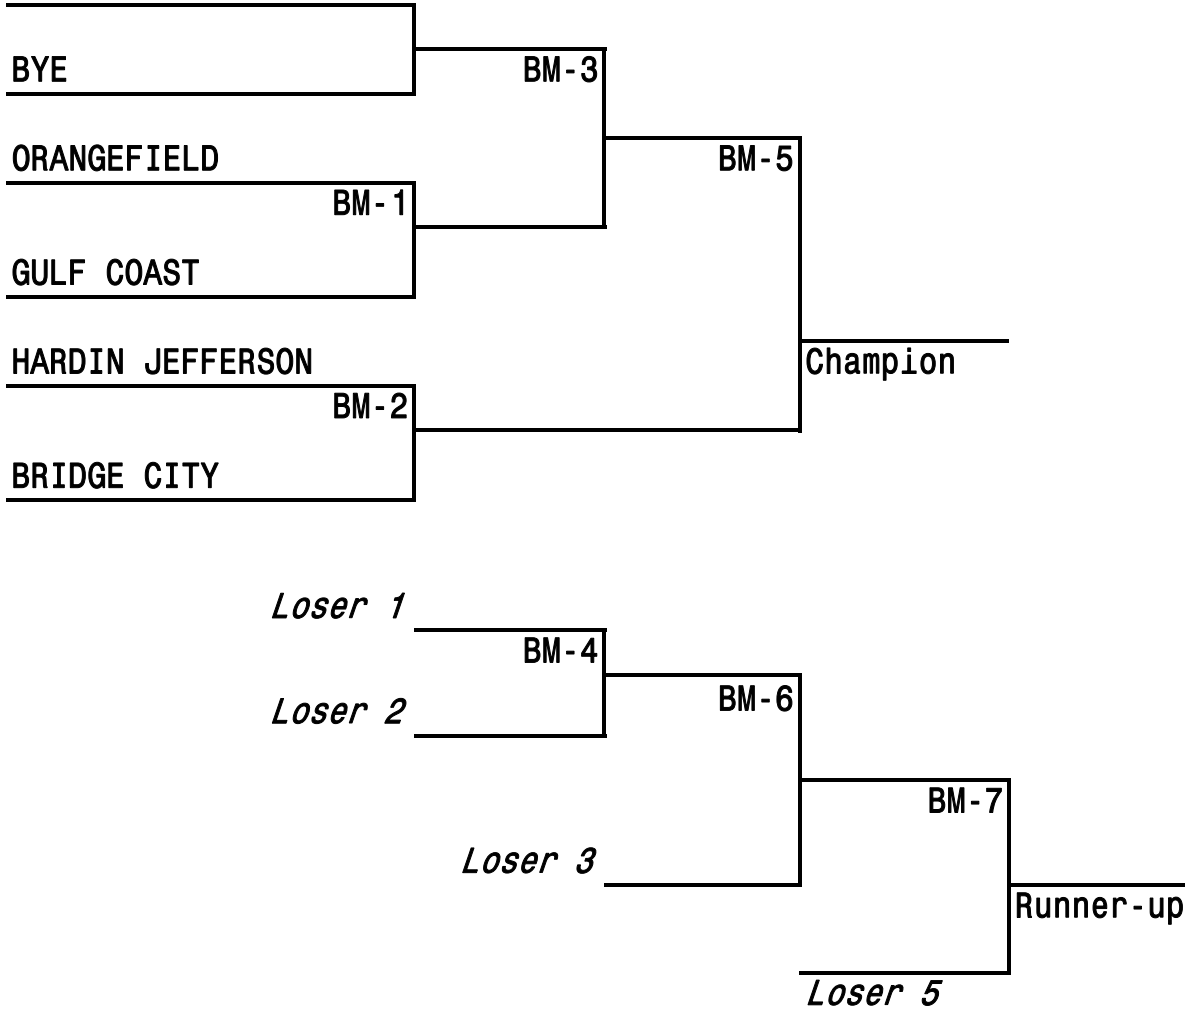 BYE
BM-3
ORANGEFIELD
BM-5
BM-1
GULF COAST
HARDIN JEFFERSON
Champion
BM-2
BRIDGE CITY
Loser 1
BM-4
BM-6
Loser 2
BM-7
Loser 3
Runner-up
Loser 5